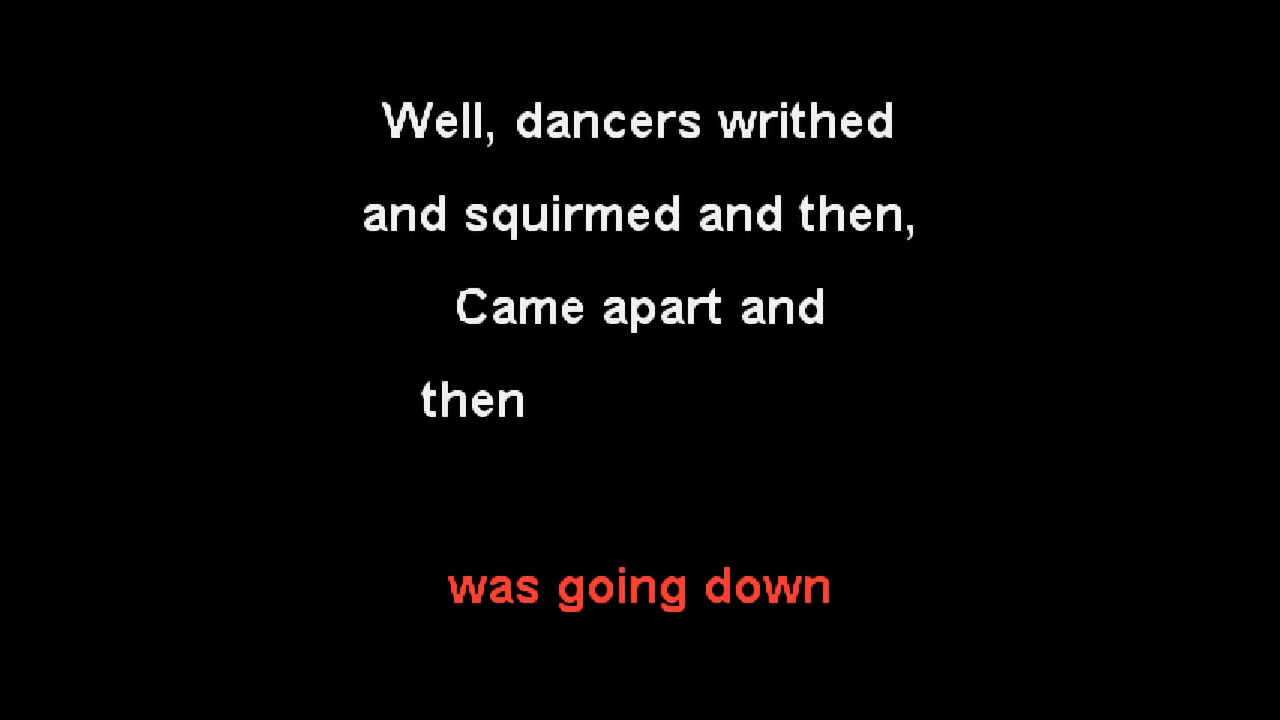 Well, dancers writhed
and squirmed and then,
Came apart and
then
was going down